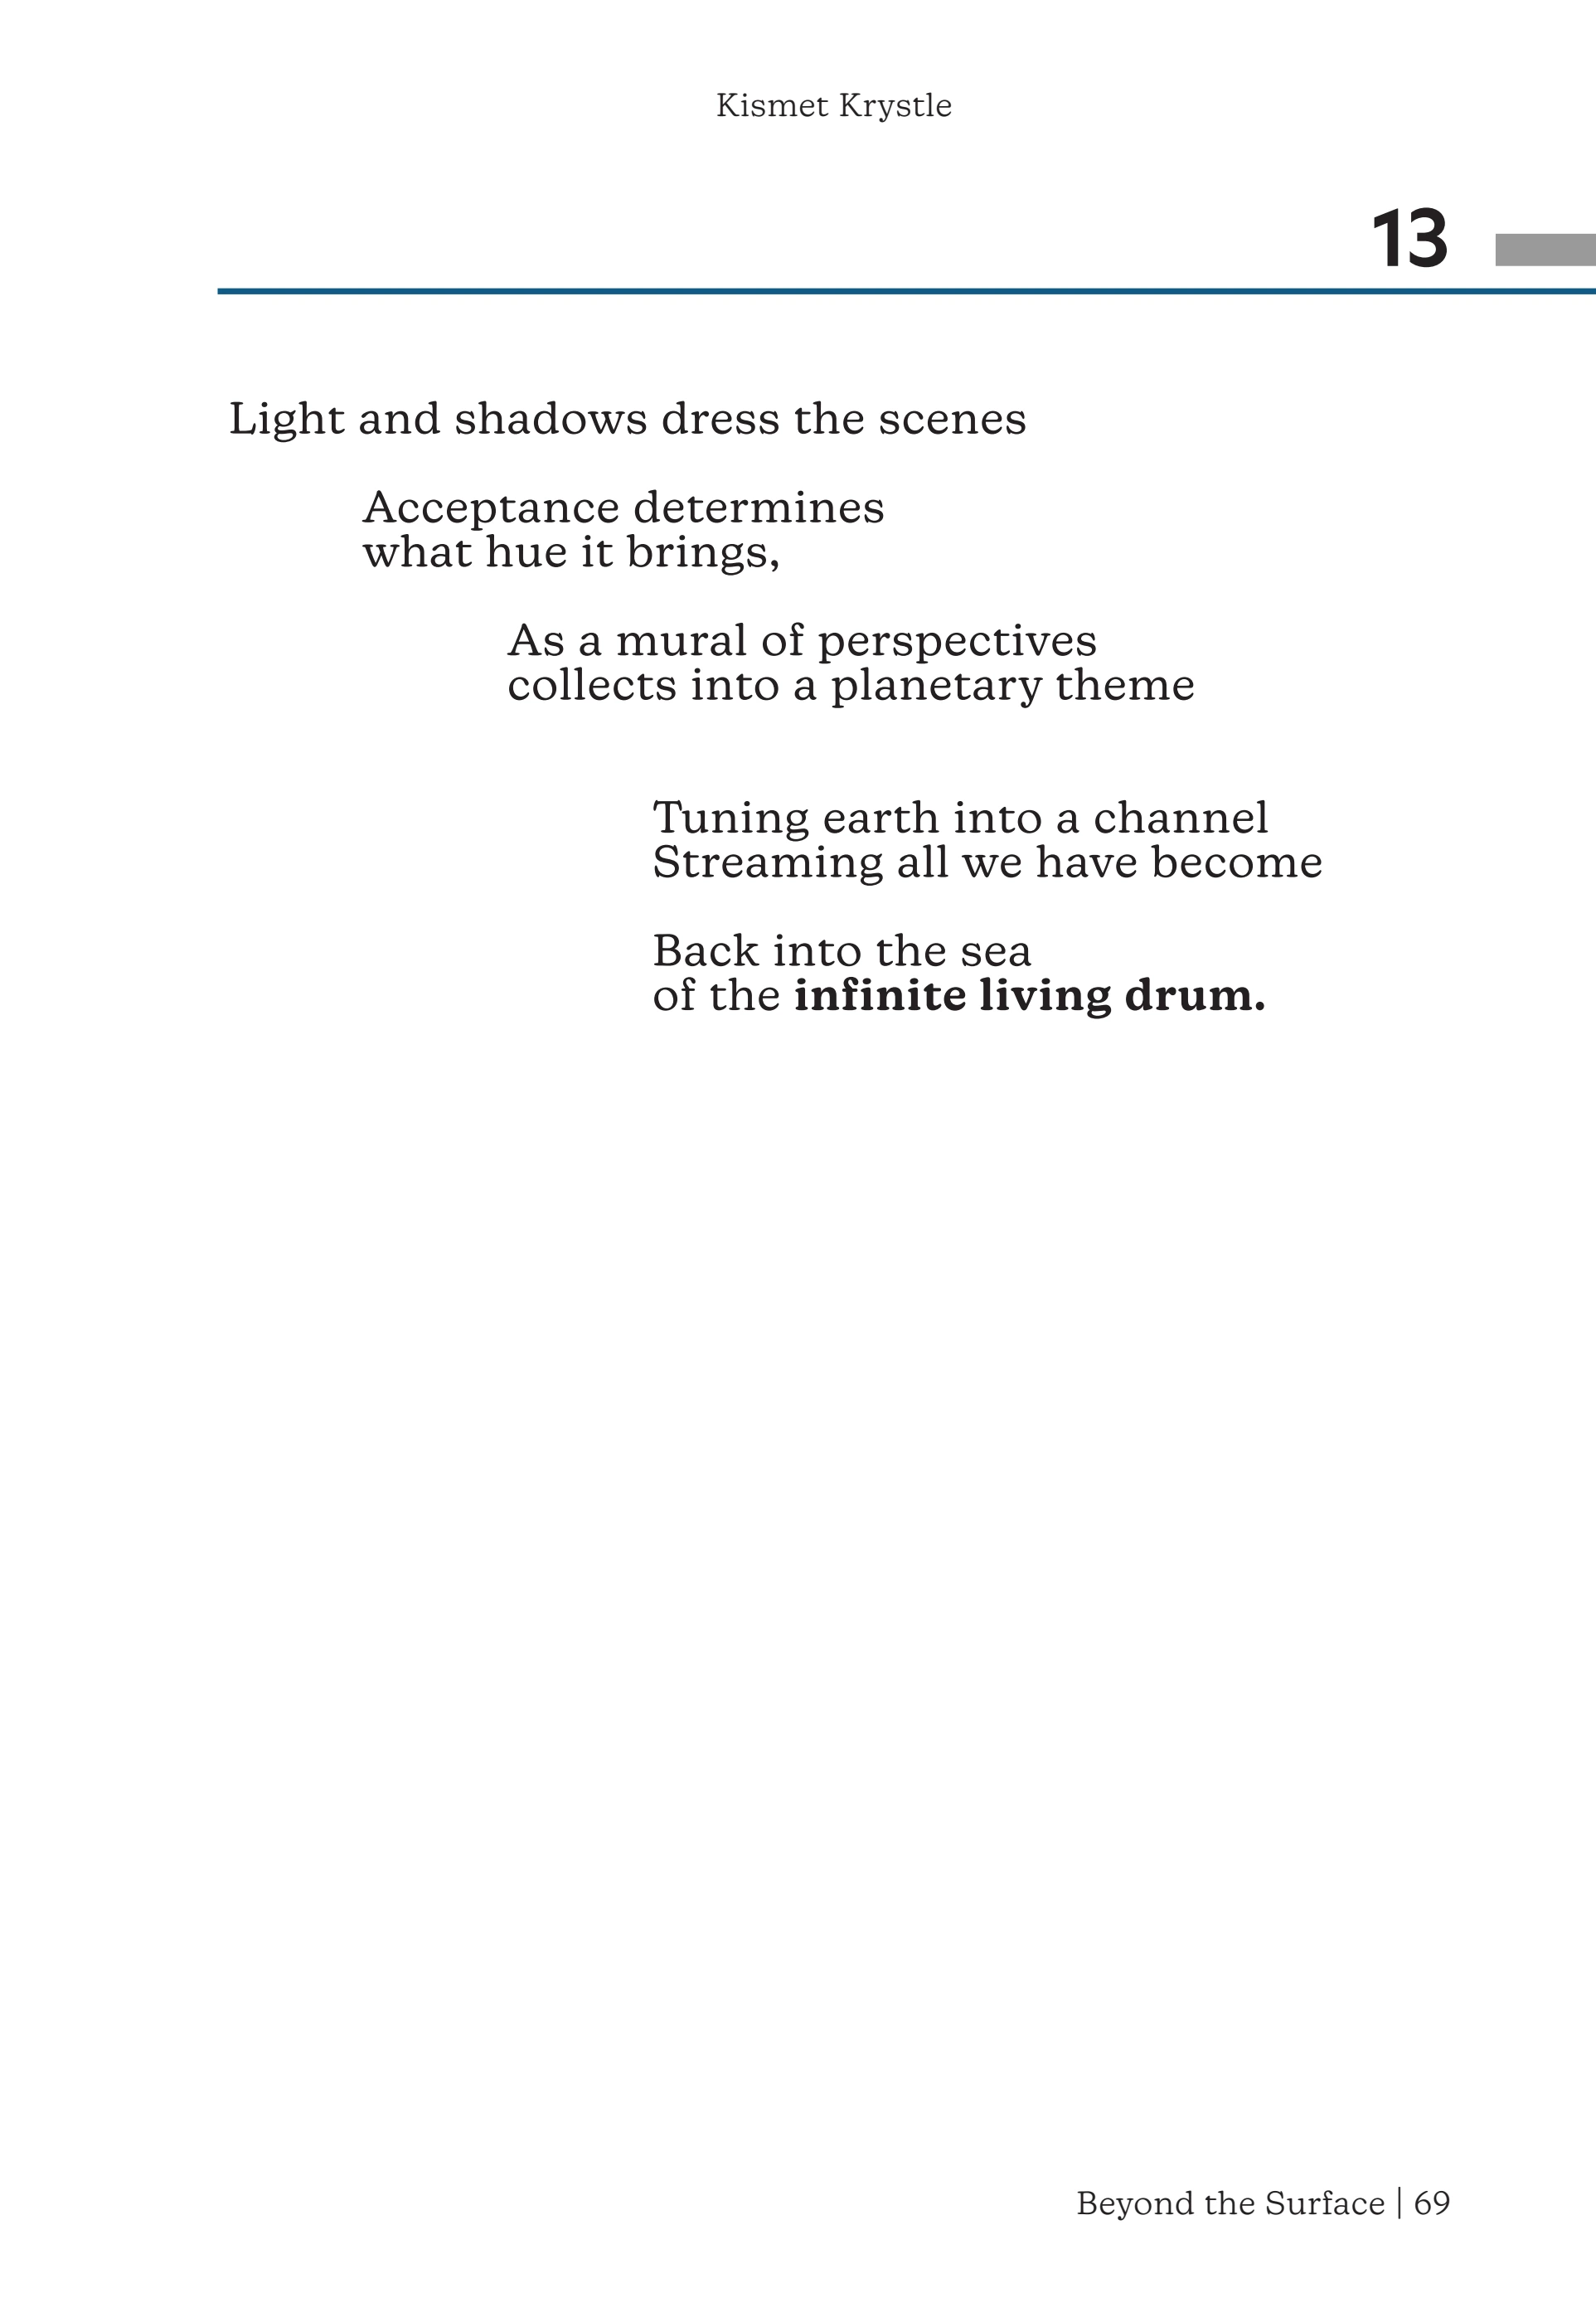 Kismet Krystle
13
Light and shadows dress the scenes
Acceptance determines
what hue it brings,
As a mural of perspectives
collects into a planetary theme
Tuning earth into a channel
Streaming all we have become
Back into the sea
of the infinite living drum.
Beyond the Surface | 69